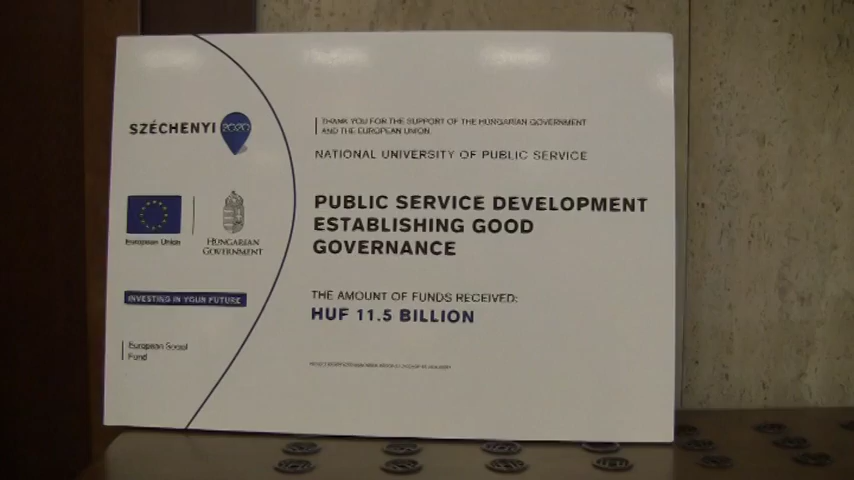 SZÉCHENYI 2020
European Union
HUNGARIAN
GOVERNMENT
INVESTING IN YOUR FUTURE
European Social
Fund
THANK YOU FOR THE SUPPORT OF THE HUNGARIAN GOVERNMENT
AND THE EUROPEAN UNION.
NATIONAL UNIVERSITY OF PUBLIC SERVICE
PUBLIC SERVICE DEVELOPMENT
ESTABLISHING GOOD
GOVERNANCE
THE AMOUNT OF FUNDS RECEIVED:
HUF 11.5 BILLION